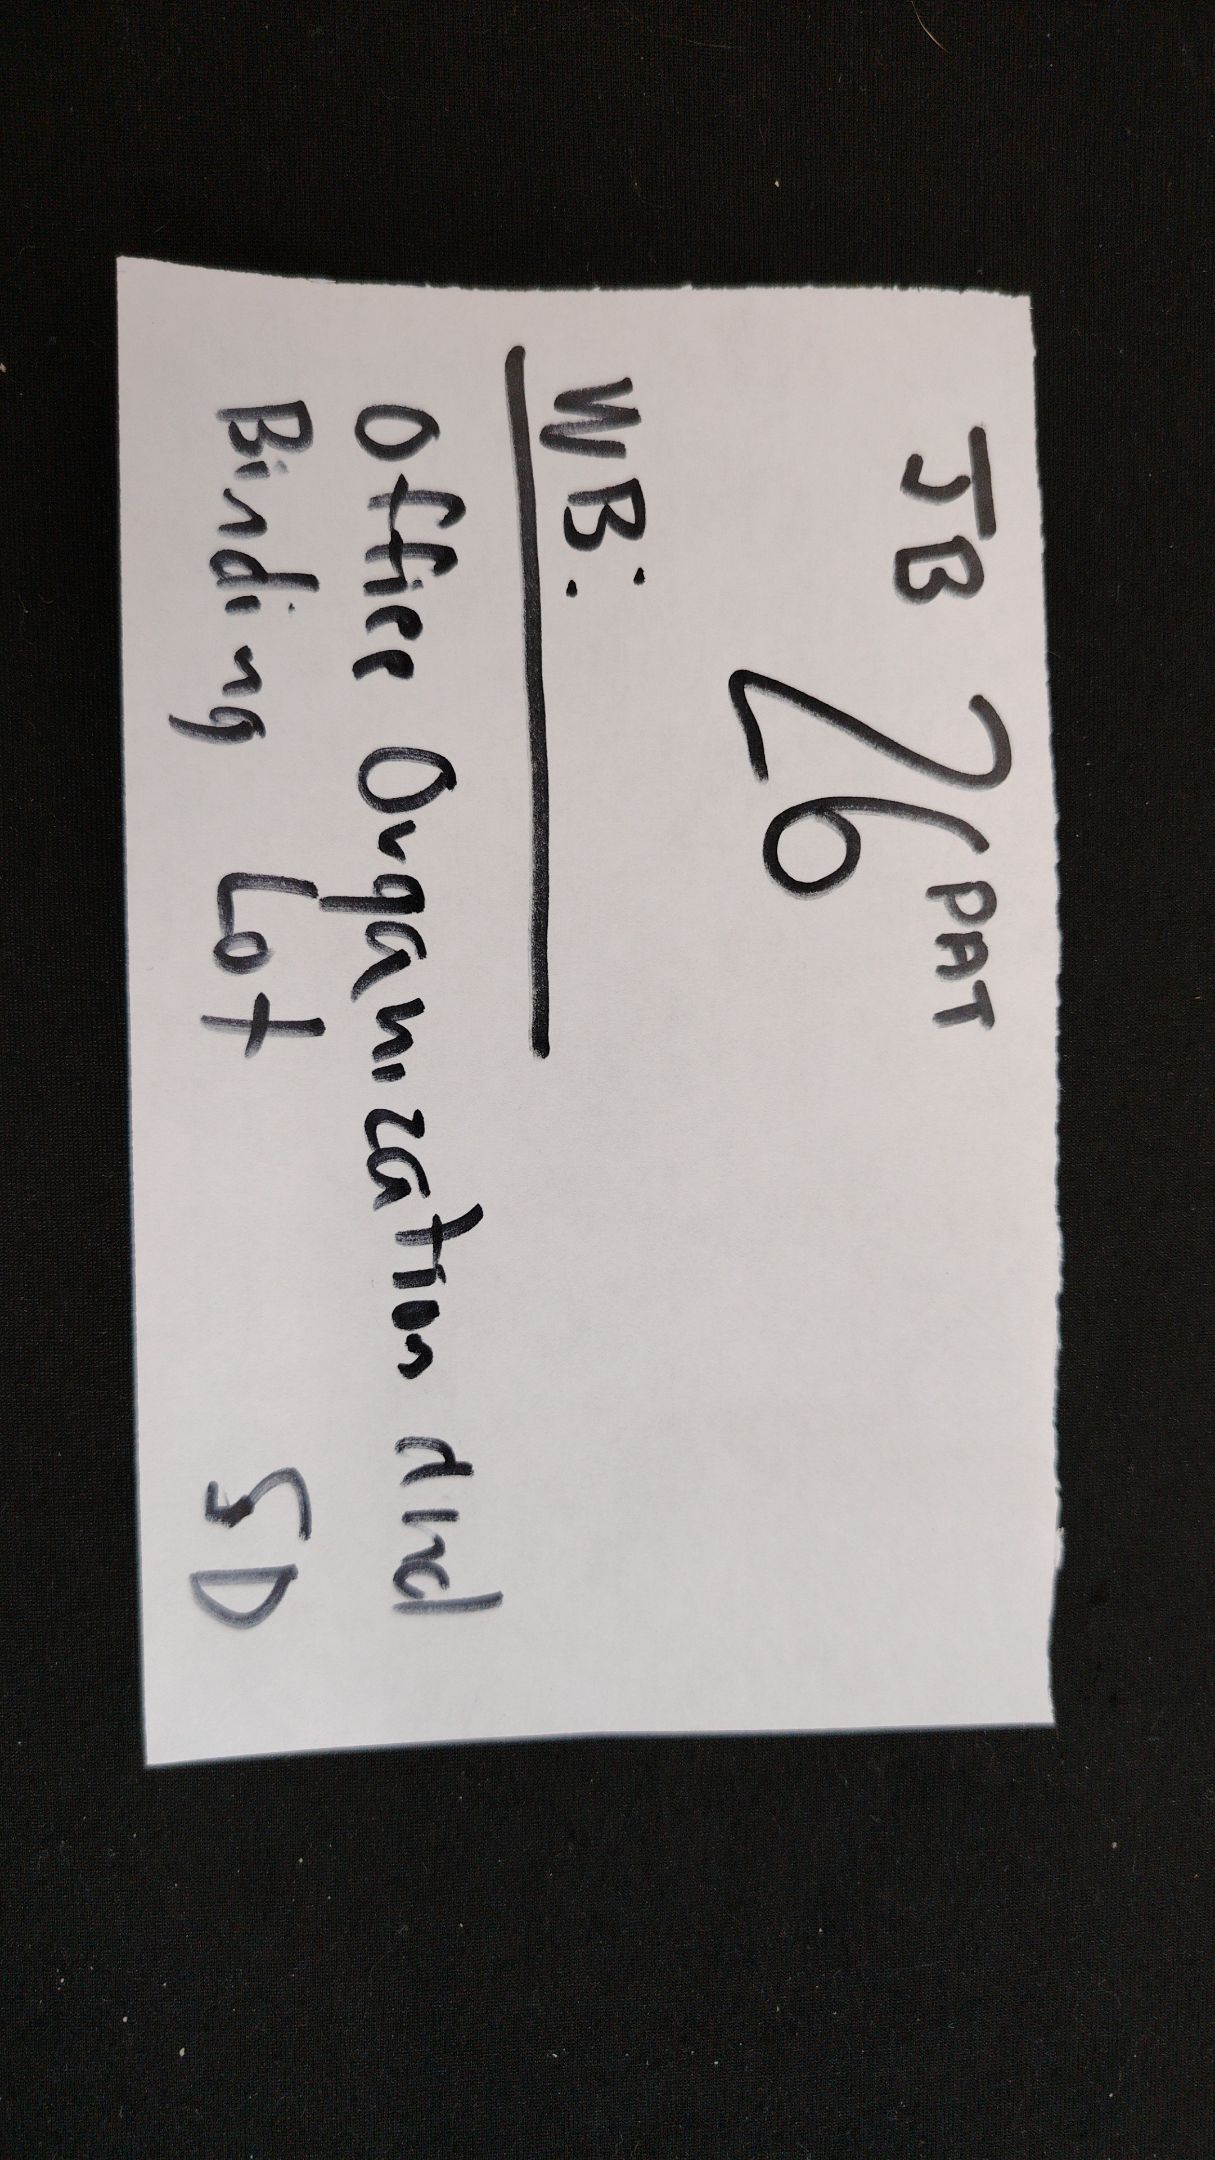 JB 26 PAT
WB:
Office Organization And
Binding Lot SD